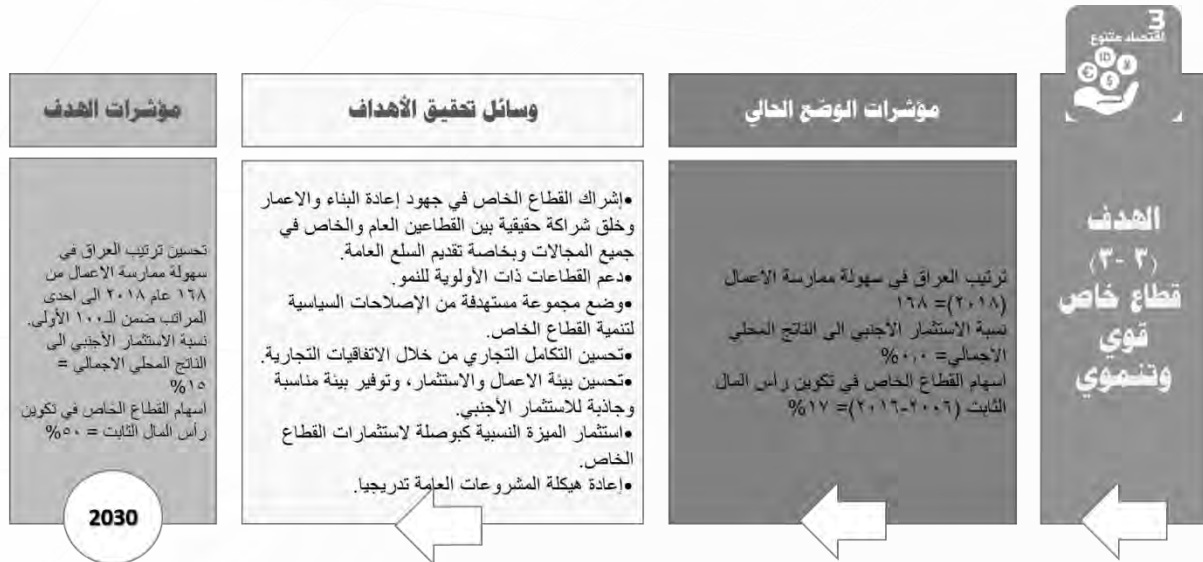 3
اقتصاد متنوع
الهدف
(٣-٣)
قطاع خاص
قوي
وتنموي
مؤشرات الوضع الحالي
ترتيب العراق في سهولة ممارسة الاعمال
(٢٠١٨)= ١٦٨
نسبة الاستثمار الأجنبي الى الناتج المحلي
الاجمالي= ٠,٠%
اسهام القطاع الخاص في تكوين رأس المال
الثابت (٢٠٠٦-٢٠١٦)= ١٧%
وسائل تحقيق الأهداف
•إشراك القطاع الخاص في جهود إعادة البناء والاعمار
وخلق شراكة حقيقية بين القطاعين العام والخاص في
جميع المجالات وبخاصة تقديم السلع العامة.
•دعم القطاعات ذات الأولوية للنمو.
•وضع مجموعة مستهدفة من الإصلاحات السياسية
لتنمية القطاع الخاص.
•تحسين التكامل التجاري من خلال الاتفاقيات التجارية.
•تحسين بيئة الاعمال والاستثمار، وتوفير بيئة مناسبة
وجاذبة للاستثمار الأجنبي.
•استثمار الميزة النسبية كبوصلة لاستثمارات القطاع
الخاص.
•إعادة هيكلة المشروعات العامة تدريجيا.
مؤشرات الهدف
تحسين ترتيب العراق في
سهولة ممارسة الاعمال من
١٦٨ عام ٢٠١٨ الى احدى
المراتب ضمن الـ١٠٠ الأولى.
نسبة الاستثمار الأجنبي الى
الناتج المحلي الاجمالي =
١٥%
اسهام القطاع الخاص في تكوين
رأس المال الثابت = ٥٠%
2030